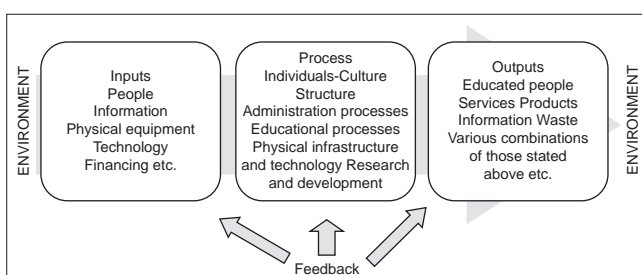 ENVIRONMENT
Inputs
People
Information
Physical equipment
Technology
Financing etc.
Process
Individuals-Culture
Structure
Administration processes
Educational processes
Physical infrastructure
and technology Research
and development
Outputs
Educated people
Services Products
Information Waste
Various combinations
of those stated
above etc.
ENVIRONMENT
Feedback